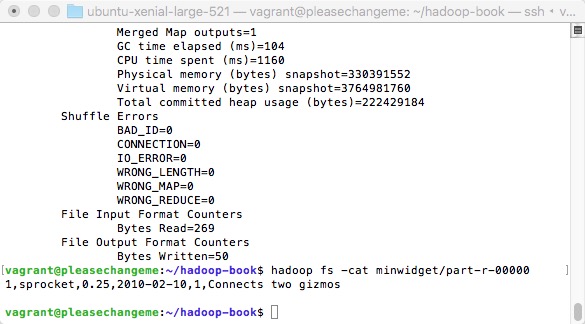 ubuntu-xenial-large-521 — vagrant@pleasechangeme: ~/hadoop-book — ssh ◂ v...
Merged Map outputs=1
GC time elapsed (ms)=104
CPU time spent (ms)=1160
Physical memory (bytes) snapshot=330391552
Virtual memory (bytes) snapshot=3764981760
Total committed heap usage (bytes)=222429184
Shuffle Errors
BAD_ID=0
CONNECTION=0
IO_ERROR=0
WRONG_LENGTH=0
WRONG_MAP=0
WRONG_REDUCE=0
File Input Format Counters
Bytes Read=269
File Output Format Counters
Bytes Written=50
[vagrant@pleasechangeme:~/hadoop-book$ hadoop fs -cat minwidget/part-r-00000 ]
1,sprocket,0.25,2010-02-10,1,Connects two gizmos
vagrant@pleasechangeme:~/hadoop-book$